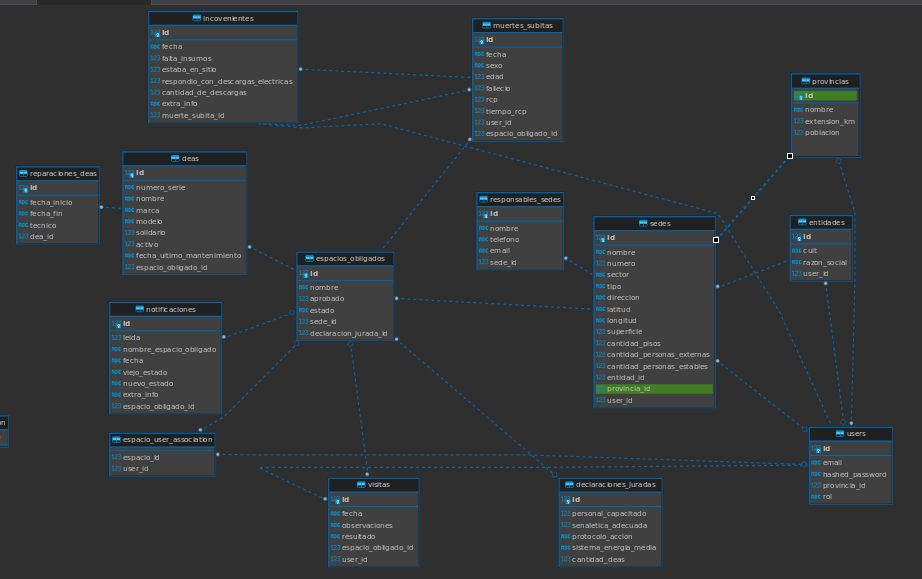 incovenientes
id
fecha
falta_insumos
estaba_en_sitio
respondio_con_descargas_electricas
cantidad_de_descargas
extra_info
muerte_subita_id
muertes_subitas
id
fecha
sexo
edad
fallecio
rcp
tiempo_rcp
user_id
espacio_obligado_id
provincias
id
nombre
extension_km
poblacion
reparaciones_deas
id
fecha_inicio
fecha_fin
tecnico
dea_id
deas
id
numero_serie
nombre
marca
modelo
solidario
activo
fecha_ultimo_mantenimiento
espacio_obligado_id
responsables_sedes
id
nombre
telefono
email
sede_id
sedes
id
nombre
numero
sector
tipo
direccion
latitud
longitud
superficie
cantidad_pisos
cantidad_personas_externas
cantidad_personas_estables
entidad_id
provincia_id
user_id
entidades
id
cuit
razon_social
user_id
espacios_obligados
id
nombre
aprobado
estado
sede_id
declaracion_jurada_id
notificaciones
id
leida
nombre_espacio_obligado
fecha
viejo_estado
nuevo_estado
extra_info
espacio_obligado_id
espacio_user_association
espacio_id
user_id
users
id
email
hashed_password
provincia_id
rol
visitas
id
fecha
observaciones
resultado
espacio_obligado_id
user_id
declaraciones_juradas
id
personal_capacitado
senaletica_adecuada
protocolo_accion
sistema_energia_media
cantidad_deas